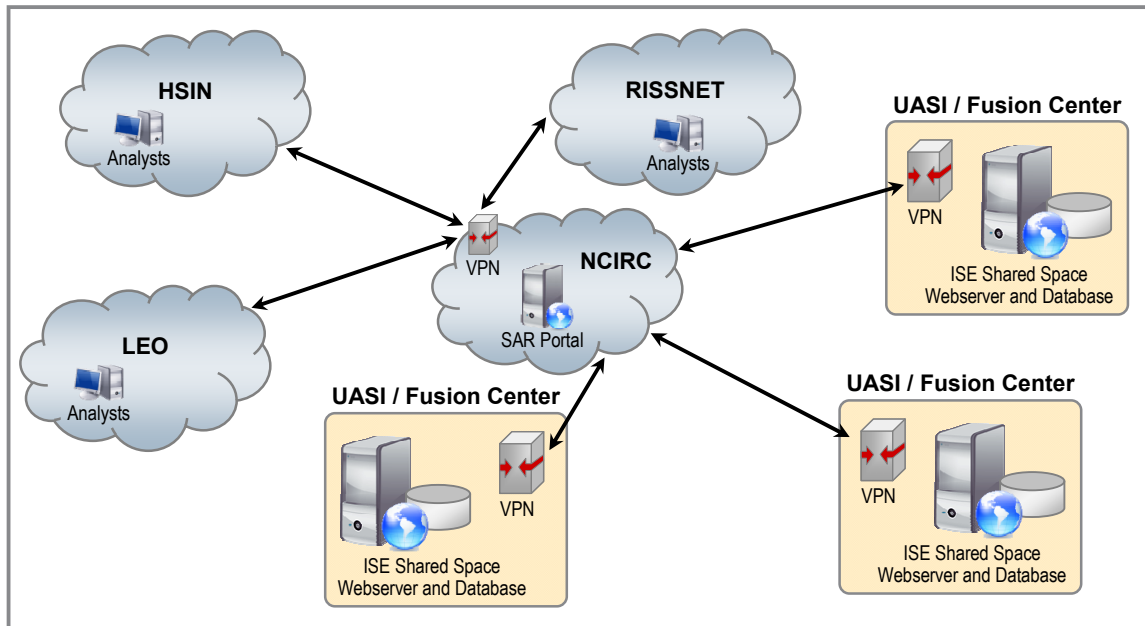 HSIN
Analysts
RISSNET
Analysts
UASI / Fusion Center
VPN
ISE Shared Space
Webserver and Database
VPN
NCIRC
SAR Portal
LEO
Analysts
UASI / Fusion Center
VPN
ISE Shared Space
Webserver and Database
UASI / Fusion Center
VPN
ISE Shared Space
Webserver and Database